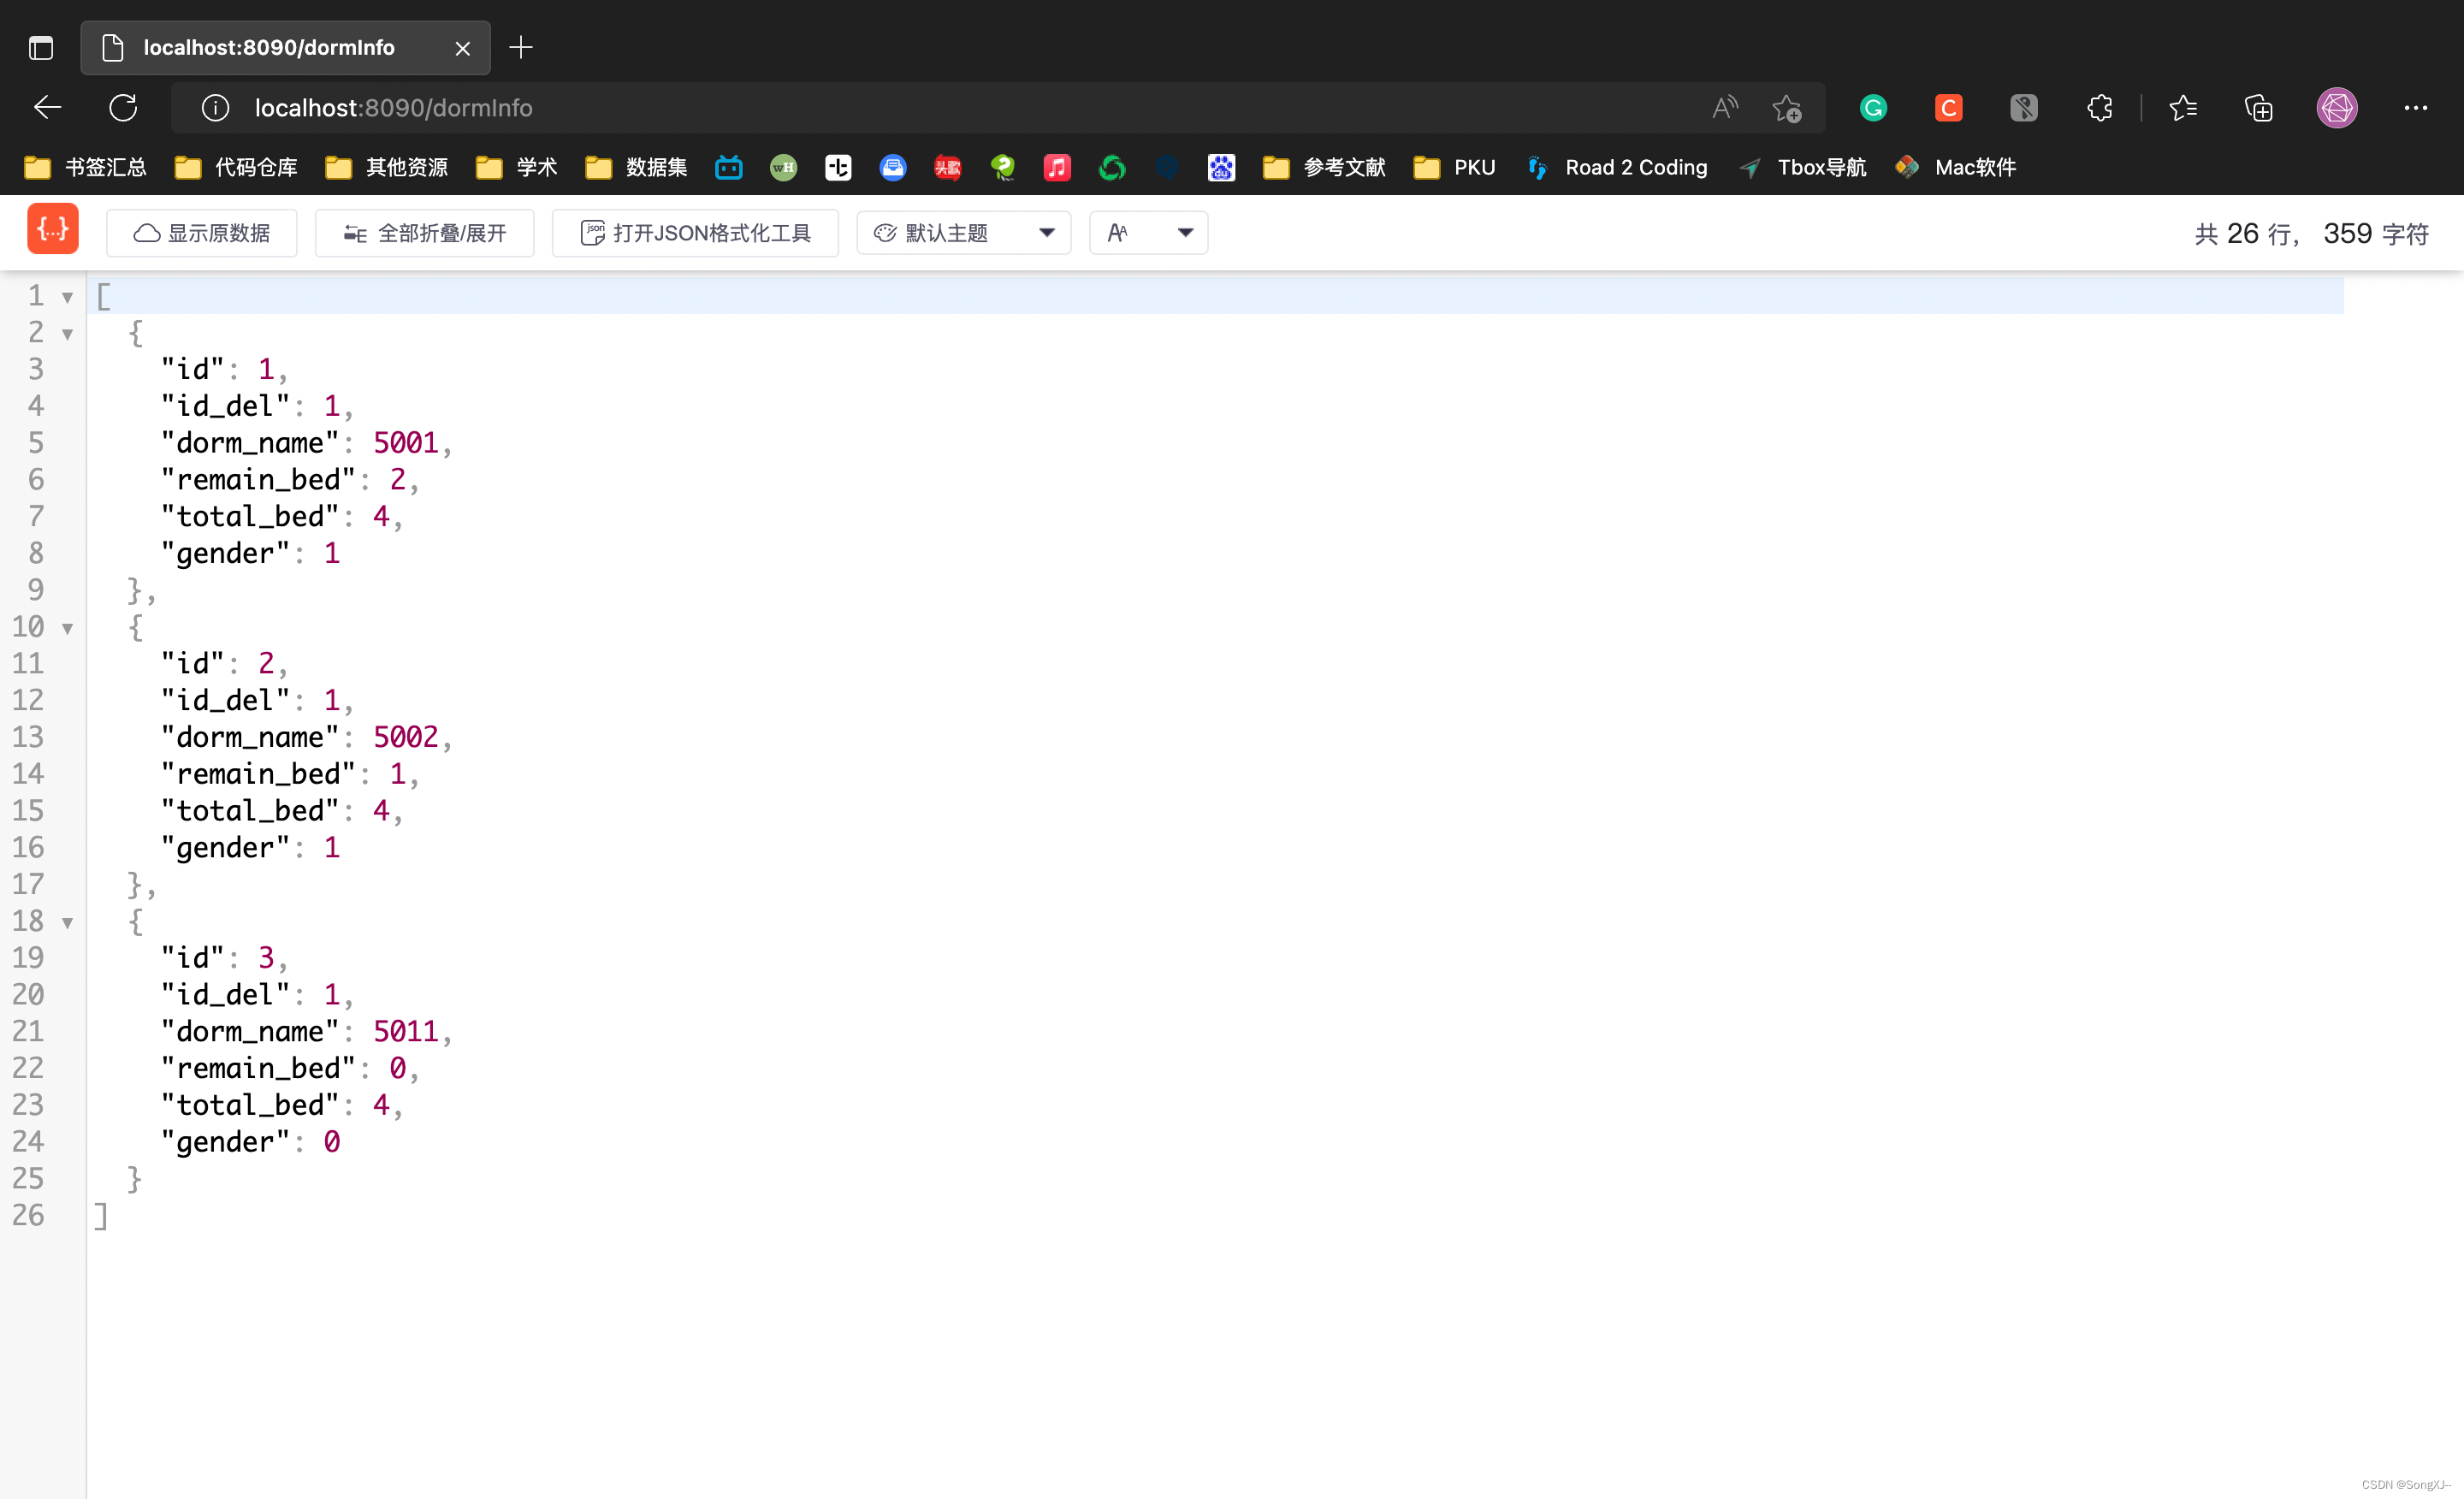 localhost:8090/dormInfo
localhost:8090/dormInfo
书签汇总 代码仓库 其他资源 学术 数据集 参考文献 PKU Road 2 Coding Tbox导航 Mac软件
{...} 显示原数据 全部折叠/展开 json 打开JSON格式化工具 默认主题 AA 共 26 行, 359 字符
1 [
2 {
3 "id": 1,
4 "id_del": 1,
5 "dorm_name": 5001,
6 "remain_bed": 2,
7 "total_bed": 4,
8 "gender": 1
9 },
10 {
11 "id": 2,
12 "id_del": 1,
13 "dorm_name": 5002,
14 "remain_bed": 1,
15 "total_bed": 4,
16 "gender": 1
17 },
18 {
19 "id": 3,
20 "id_del": 1,
21 "dorm_name": 5011,
22 "remain_bed": 0,
23 "total_bed": 4,
24 "gender": 0
25 }
26 ]
CSDN @SongXJ--